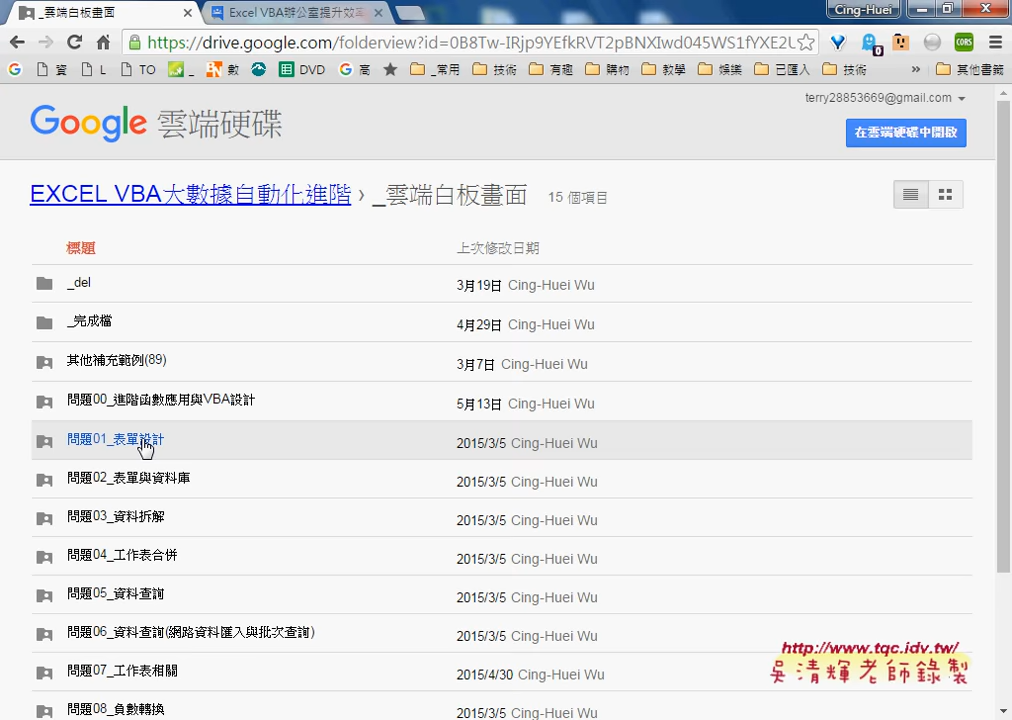 _雲端白板畫面
Excel VBA辦公室提升效率
Cing-Huei
https://drive.google.com/folderview?id=0B8Tw-IRjp9YEfkRVT2pBNXIwd045WS1fYXE2U
資
L
TO
_
數
DVD
高
_常用
技術
有趣
購物
教學
娛樂
已匯入
技術
»
其他書籤
terry28853669@gmail.com
Google 雲端硬碟
在雲端硬碟中開啟
EXCEL VBA大數據自動化進階 › _雲端白板畫面 15 個項目
標題 上次修改日期
_del 3月19日 Cing-Huei Wu
_完成檔 4月29日 Cing-Huei Wu
其他補充範例(89) 3月7日 Cing-Huei Wu
問題00_進階函數應用與VBA設計 5月13日 Cing-Huei Wu
問題01_表單設計 2015/3/5 Cing-Huei Wu
問題02_表單與資料庫 2015/3/5 Cing-Huei Wu
問題03_資料拆解 2015/3/5 Cing-Huei Wu
問題04_工作表合併 2015/3/5 Cing-Huei Wu
問題05_資料查詢 2015/3/5 Cing-Huei Wu
問題06_資料查詢(網路資料匯入與批次查詢) 2015/3/5 Cing-Huei Wu
問題07_工作表相關 2015/4/30 Cing-Huei Wu
問題08_負數轉換 2015/3/5 Cing-Huei Wu
http://www.tqc.idv.tw/
吳清輝老師錄製